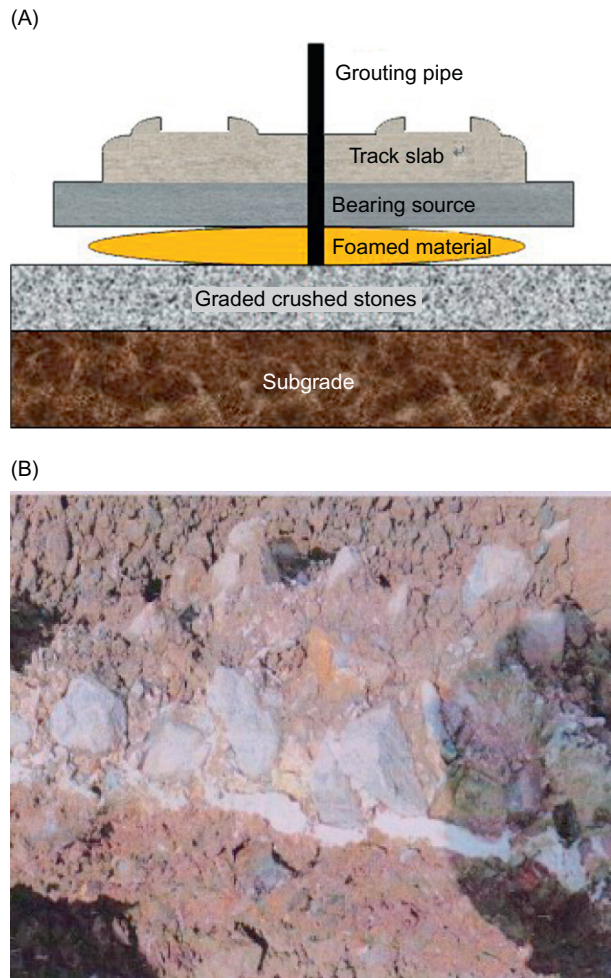 (A)
Grouting pipe
Track slab ↵
Bearing source
Foamed material
Graded crushed stones
Subgrade
(B)